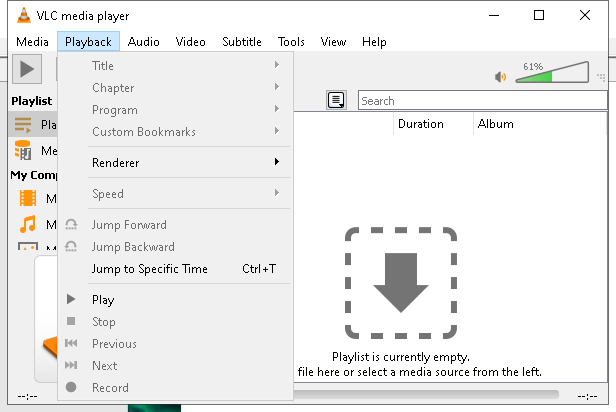 VLC media player
Media Playback Audio Video Subtitle Tools View Help
61%
Title
Chapter
Program
Custom Bookmarks
Renderer
Speed
Jump Forward
Jump Backward
Jump to Specific Time Ctrl+T
Play
Stop
Previous
Next
Record
Playlist
Pla
Me
My Comp
M
M
M
Search
Duration Album
Playlist is currently empty.
file here or select a media source from the left.
--:-- --:--